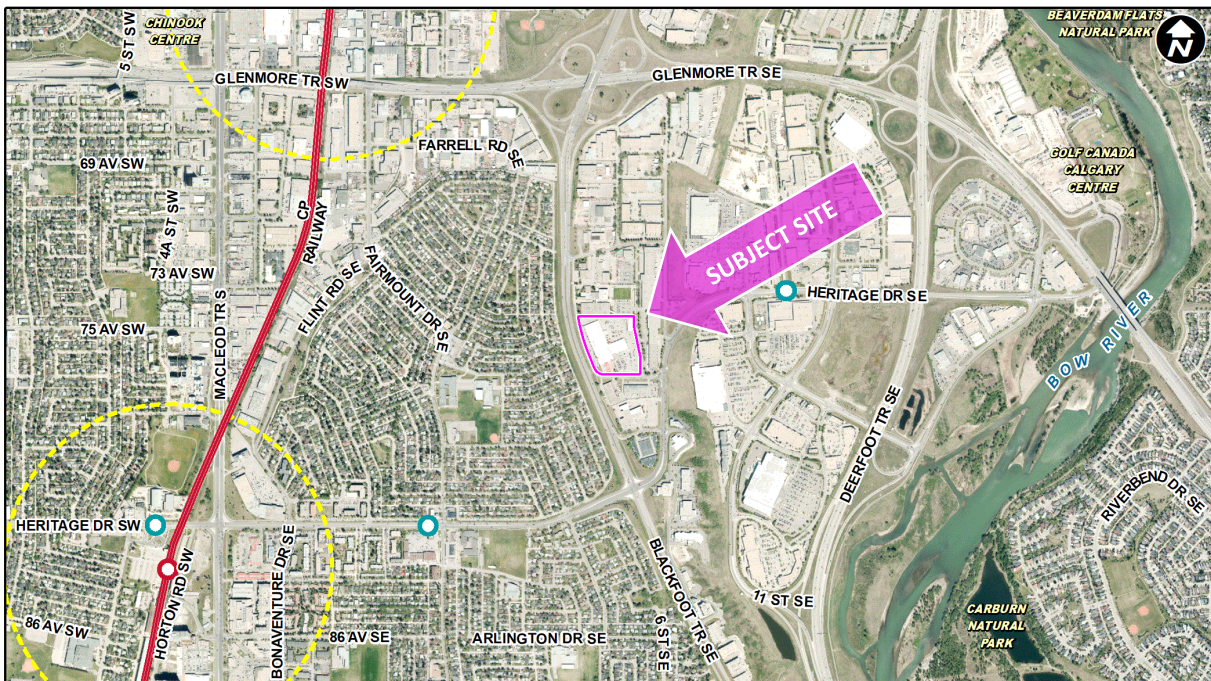 CHINOOK
CENTRE
5 ST SW
BEAVERDAM FLATS
NATURAL PARK
N
GLENMORE TR SW
GLENMORE TR SE
69 AV SW
FARRELL RD SE
GOLF CANADA
CALGARY
CENTRE
4A ST SW
CP
RAILWAY
73 AV SW
FLINT RD SE
FAIRMOUNT DR SE
SUBJECT SITE
HERITAGE DR SE
75 AV SW
MACLEOD TR S
BOW RIVER
DEERFOOT TR SE
RIVERBEND DR SE
HERITAGE DR SW
HORTON RD SW
BONAVENTURE DR SE
BLACKFOOT TR SE
11 ST SE
CARBURN
NATURAL
PARK
86 AV SW
86 AV SE
ARLINGTON DR SE
6 ST SE